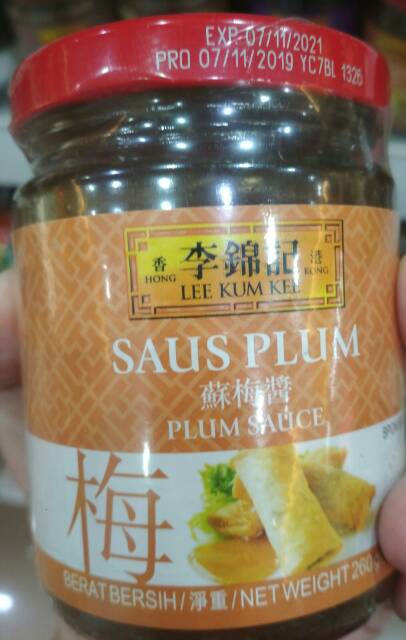 EXP 07/11/2021
PRO 07/11/2019 YC7BL 1326
香 李錦記 港
HONG KONG
LEE KUM KEE
SAUS PLUM
蘇梅醬
PLUM SAUCE
梅
BERAT BERSIH / 淨重 / NET WEIGHT 260 g